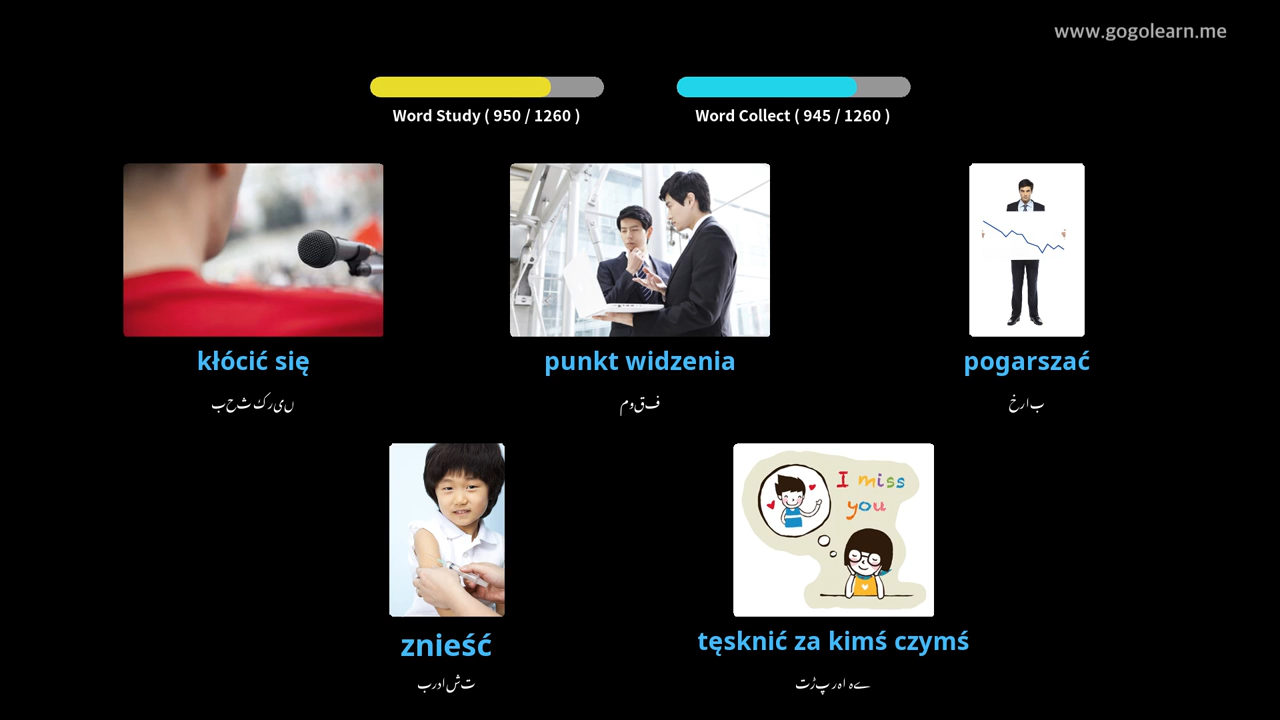 www.gogolearn.me
Word Study ( 950 / 1260 )
Word Collect ( 945 / 1260 )
kłócić się
بحث کریں
punkt widzenia
موقف
pogarszać
خراب
znieść
برداشت
I miss
you
tęsknić za kimś czymś
تڑپ رہا ہے